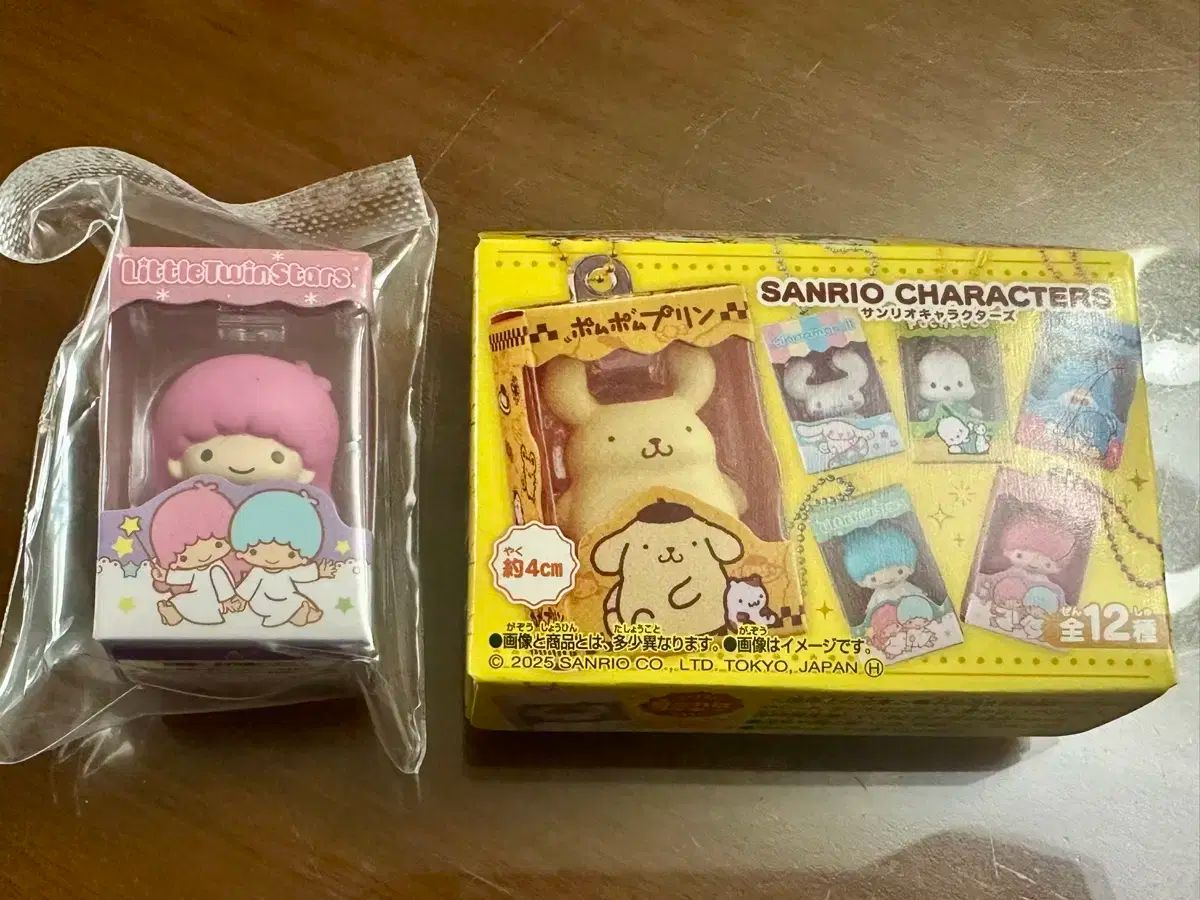 LittleTwinStars
SANRIO CHARACTERS
サンリオキャラクターズ
ポムポムプリン
やく
約4cm
ぜん しゅ
全12種
がぞう しょうひん たしょうこと がぞう
●画像と商品とは、多少異なります。●画像はイメージです。
© 2025 SANRIO CO., LTD. TOKYO, JAPAN Ⓗ